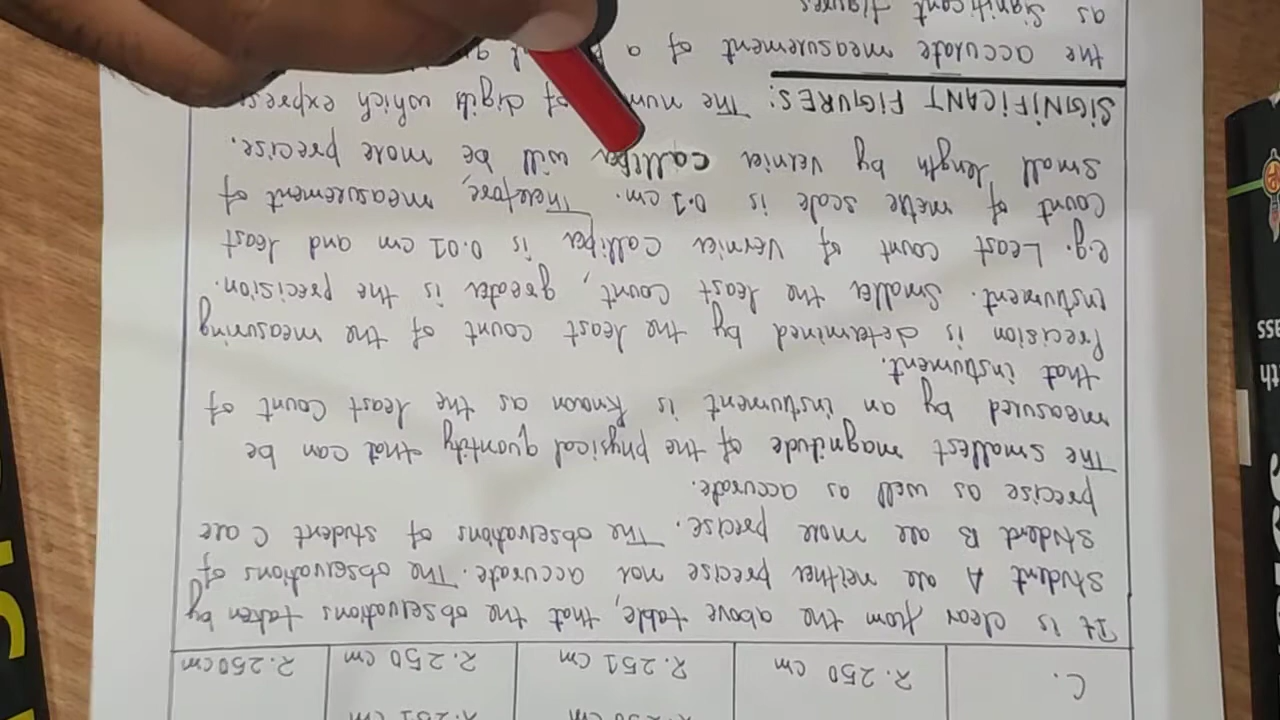 C. 2.250 cm 2.251 cm 2.250 cm 2.250cm
It is clear from the above table, that the observations taken by
Student A are neither precise nor accurate. The observations of
Student B are more precise. The observations of student C are
precise as well as accurate.
The smallest magnitude of the physical quantity that can be
measured by an instrument is known as the least count of
that instrument.
Precision is determined by the least count of the measuring
instrument. Smaller the least count, greater is the precision.
e.g. Least count of Vernier Calliper is 0.01 cm and least
count of metre scale is 0.1 cm. Therefore, measurement of
small length by vernier calliper will be more precise.
SIGNIFICANT FIGURES: The of digits which express
the accurate measurement of a
as significant figures